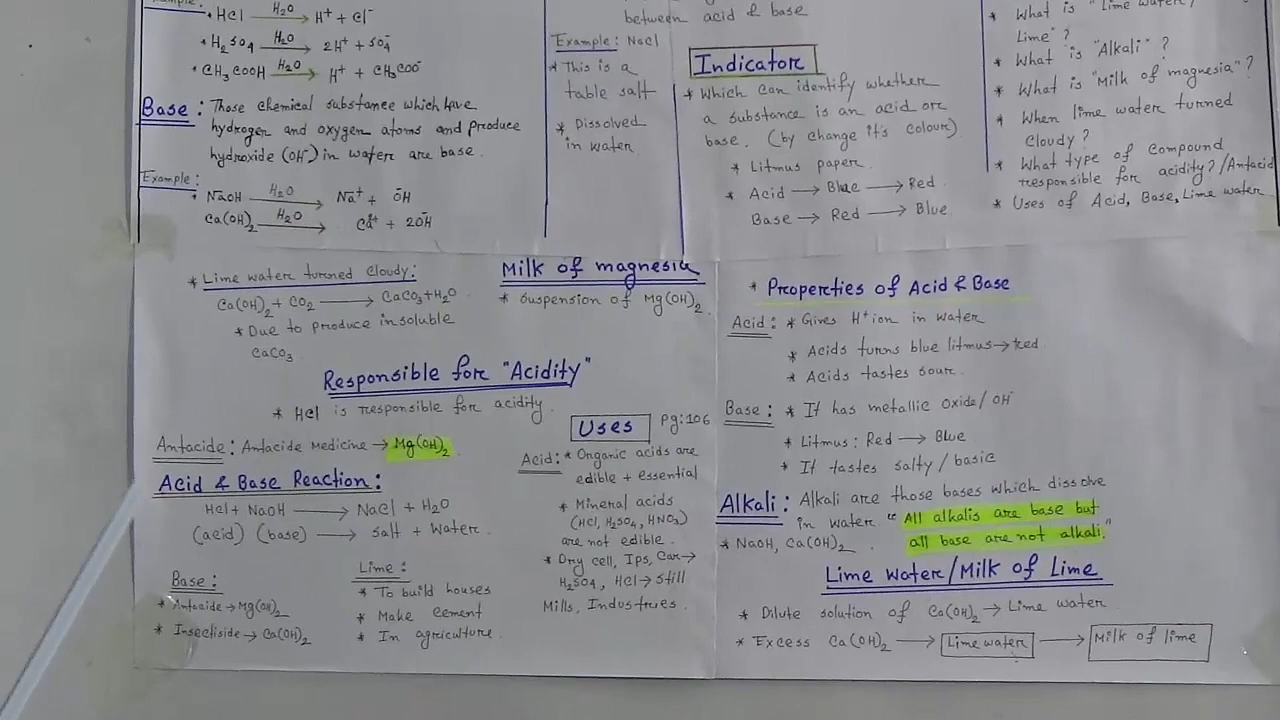 Example:
* HCl H₂O→ H⁺ + Cl⁻
* H₂SO₄ H₂O→ 2H⁺ + SO₄⁻
* CH₃COOH H₂O→ H⁺ + CH₃COO⁻
Base : Those chemical substance which have
hydrogen and oxygen atoms and produce
hydroxide (OH⁻) in water are base.
Example:
* NaOH H₂O→ Na⁺ + OH⁻
Ca(OH)₂ H₂O→ Ca²⁺ + 2OH⁻
between acid & base
Example: NaCl
* This is a
table salt
* Dissolved
in water.
Indicator
* Which can identify whether
a substance is an acid or
base. (by change it's colour)
* Litmus paper.
* Acid → Blue → Red
Base → Red → Blue
* What is "Lime water/
Lime"?
* What is "Alkali"?
* What is "Milk of magnesia"?
* When lime water turned
cloudy?
* What type of compound
responsible for acidity?/Antacid
* Uses of Acid, Base, Lime water
* Lime water turned cloudy:
Ca(OH)₂ + CO₂ → CaCO₃ + H₂O
* Due to produce insoluble
CaCO₃
Milk of magnesia
* Suspension of Mg(OH)₂
Responsible for "Acidity"
* HCl is responsible for acidity.
Antacide: Antacide Medicine → Mg(OH)₂
Acid & Base Reaction:
HCl + NaOH → NaCl + H₂O
(acid) (base) → salt + Water.
Base:
* Antacide → Mg(OH)₂
* Insectiside → Ca(OH)₂
Lime:
* To build houses
* Make cement
* In agriculture.
Uses Pg:106
Acid: * Organic acids are
edible + essential
* Mineral acids
(HCl, H₂SO₄, HNO₃)
are not edible.
* Dry cell, Ips, Car →
H₂SO₄, HCl → Still
Mills, Industries.
* Properties of Acid & Base
Acid: * Gives H⁺ ion in water
* Acids turns blue litmus → red.
* Acids tastes sour.
Base: * It has metallic oxide/OH⁻
* Litmus: Red → Blue
* It tastes salty/basic
Alkali: Alkali are those bases which dissolve
in water. "All alkalis are base but
all base are not alkali."
* NaOH, Ca(OH)₂.
Lime water/Milk of Lime
* Dilute solution of Ca(OH)₂ → Lime water
* Excess Ca(OH)₂ → Lime water → Milk of lime